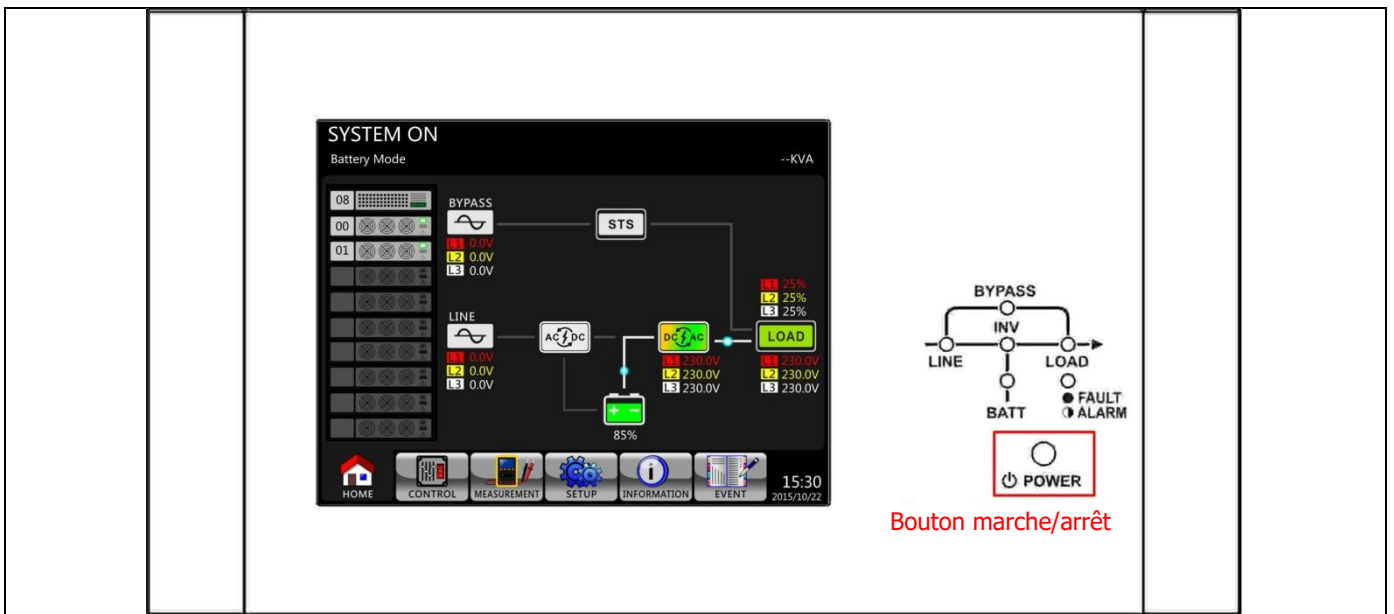 SYSTEM ON
Battery Mode
--KVA
08
00
01
BYPASS
L1 0.0V
L2 0.0V
L3 0.0V
STS
LINE
L1 0.0V
L2 0.0V
L3 0.0V
AC DC
+ -
85%
DC AC
L1 230.0V
L2 230.0V
L3 230.0V
L1 25%
L2 25%
L3 25%
LOAD
L1 230.0V
L2 230.0V
L3 230.0V
HOME
CONTROL
MEASUREMENT
SETUP
INFORMATION
EVENT
15:30
2015/10/22
BYPASS
INV
LINE
LOAD
BATT
FAULT
ALARM
POWER
Bouton marche/arrêt